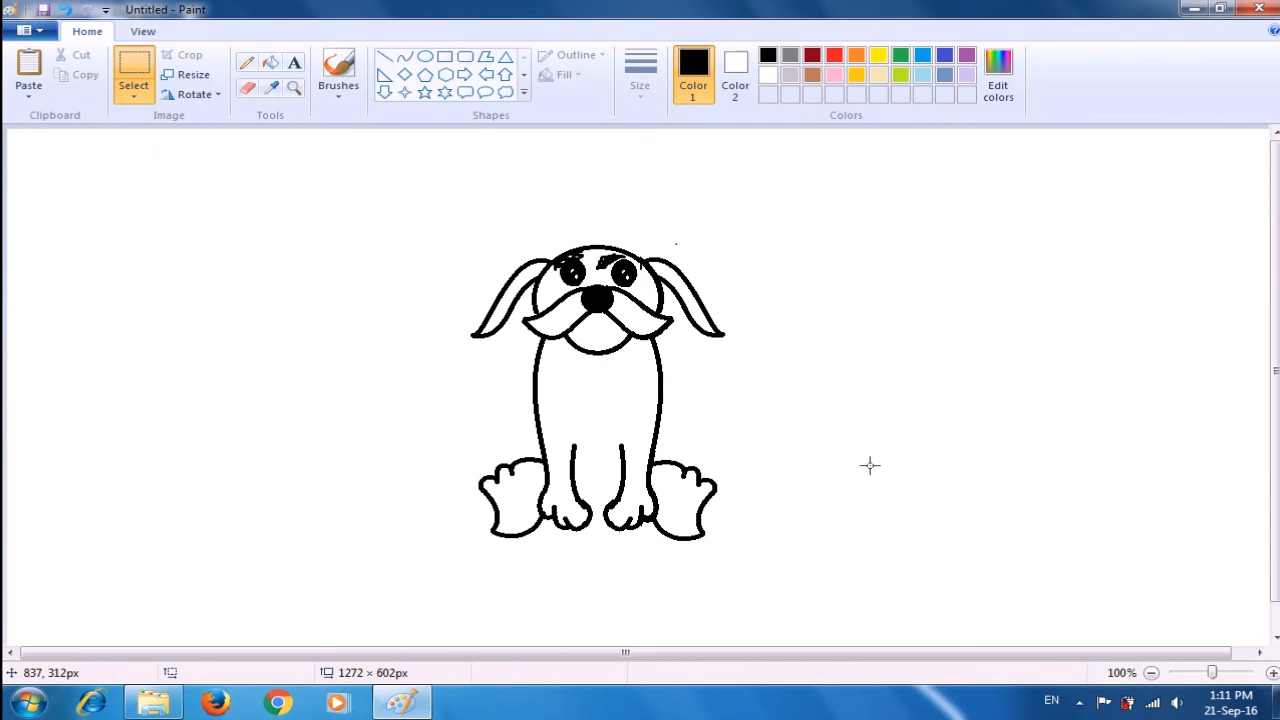 Untitled - Paint
Home View
Paste
Cut
Copy
Clipboard
Select
Crop
Resize
Rotate
Image
A
Tools
Brushes
Shapes
Outline
Fill
Size
Color 1
Color 2
Edit colors
Colors
837, 312px
1272 × 602px
100%
EN
1:11 PM
21-Sep-16